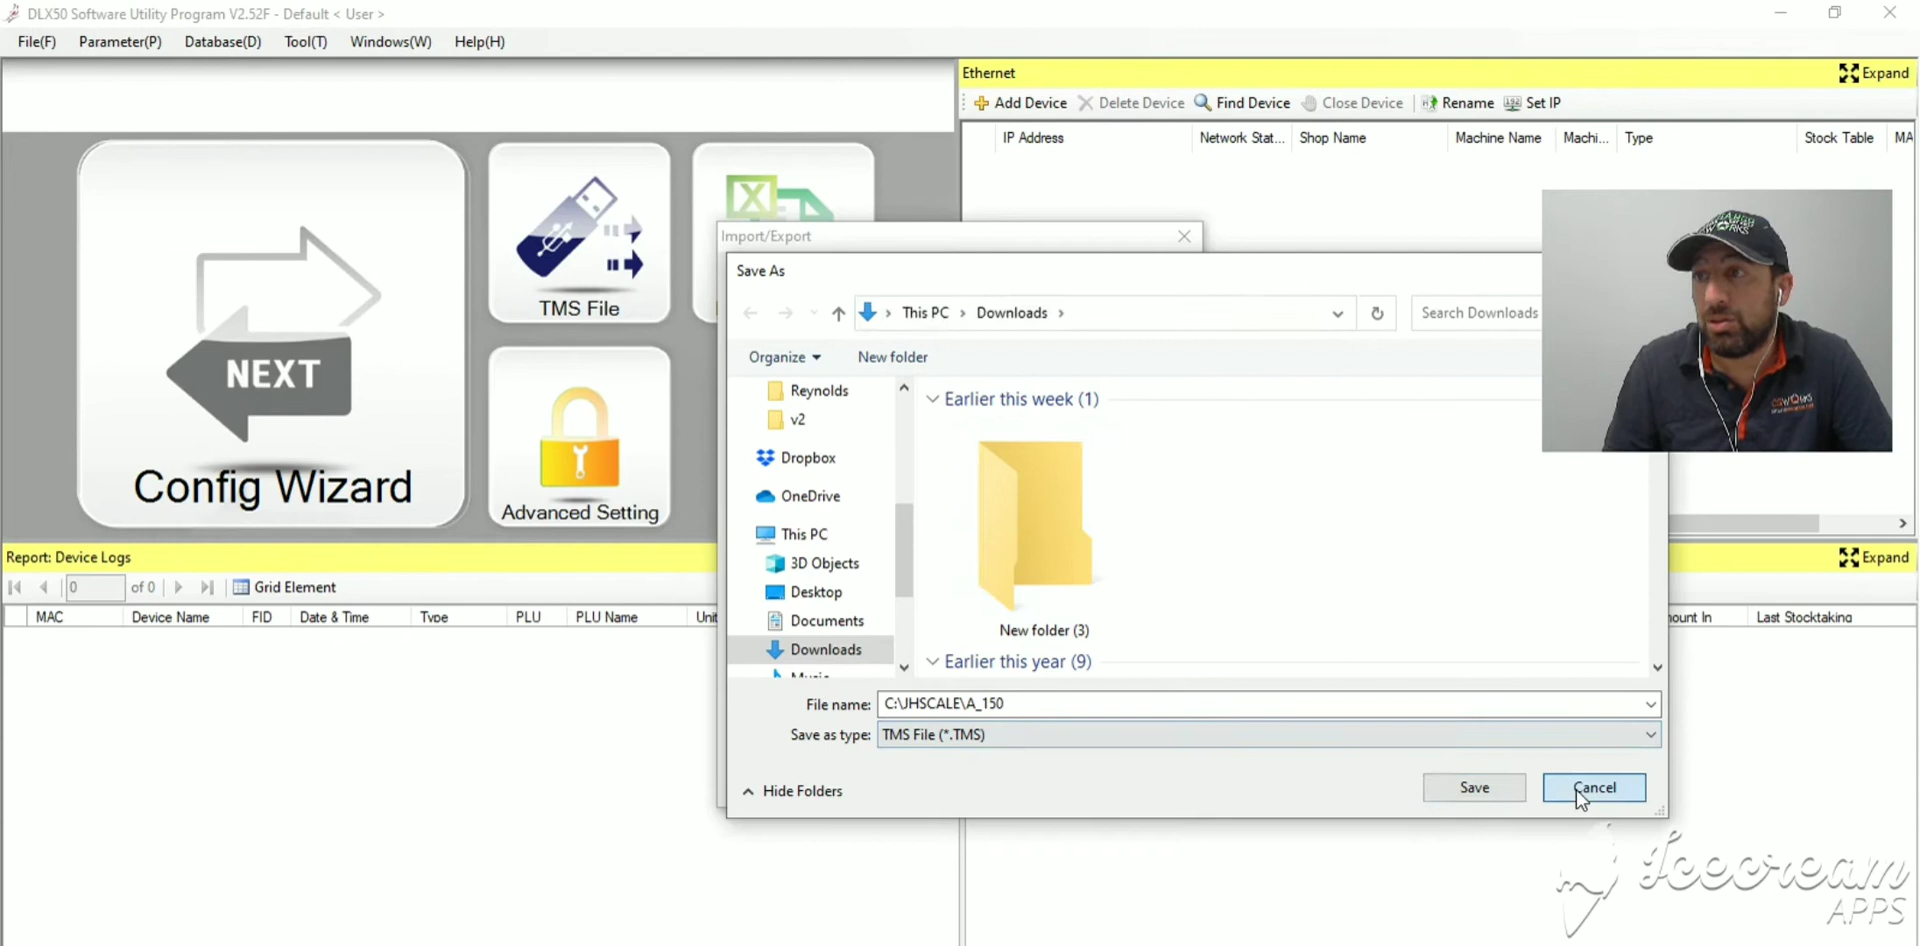 DLX50 Software Utility Program V2.52F - Default < User >
File(F) Parameter(P) Database(D) Tool(T) Windows(W) Help(H)
Ethernet Expand
Add Device Delete Device Find Device Close Device Rename Set IP
IP Address Network Stat... Shop Name Machine Name Machi... Type Stock Table MA
NEXT
Config Wizard
TMS File
Advanced Setting
Import/Export
Save As
This PC > Downloads >
Search Downloads
Organize New folder
Reynolds
v2
Dropbox
OneDrive
This PC
3D Objects
Desktop
Documents
Downloads
Music
Earlier this week (1)
New folder (3)
Earlier this year (9)
File name: C:\JHSCALE\A_150
Save as type: TMS File (*.TMS)
Hide Folders
Save Cancel
Report: Device Logs
Expand
0 of 0 Grid Element
MAC Device Name FID Date & Time Type PLU PLU Name Unit
ount In Last Stocktaking
Icecream
APPS